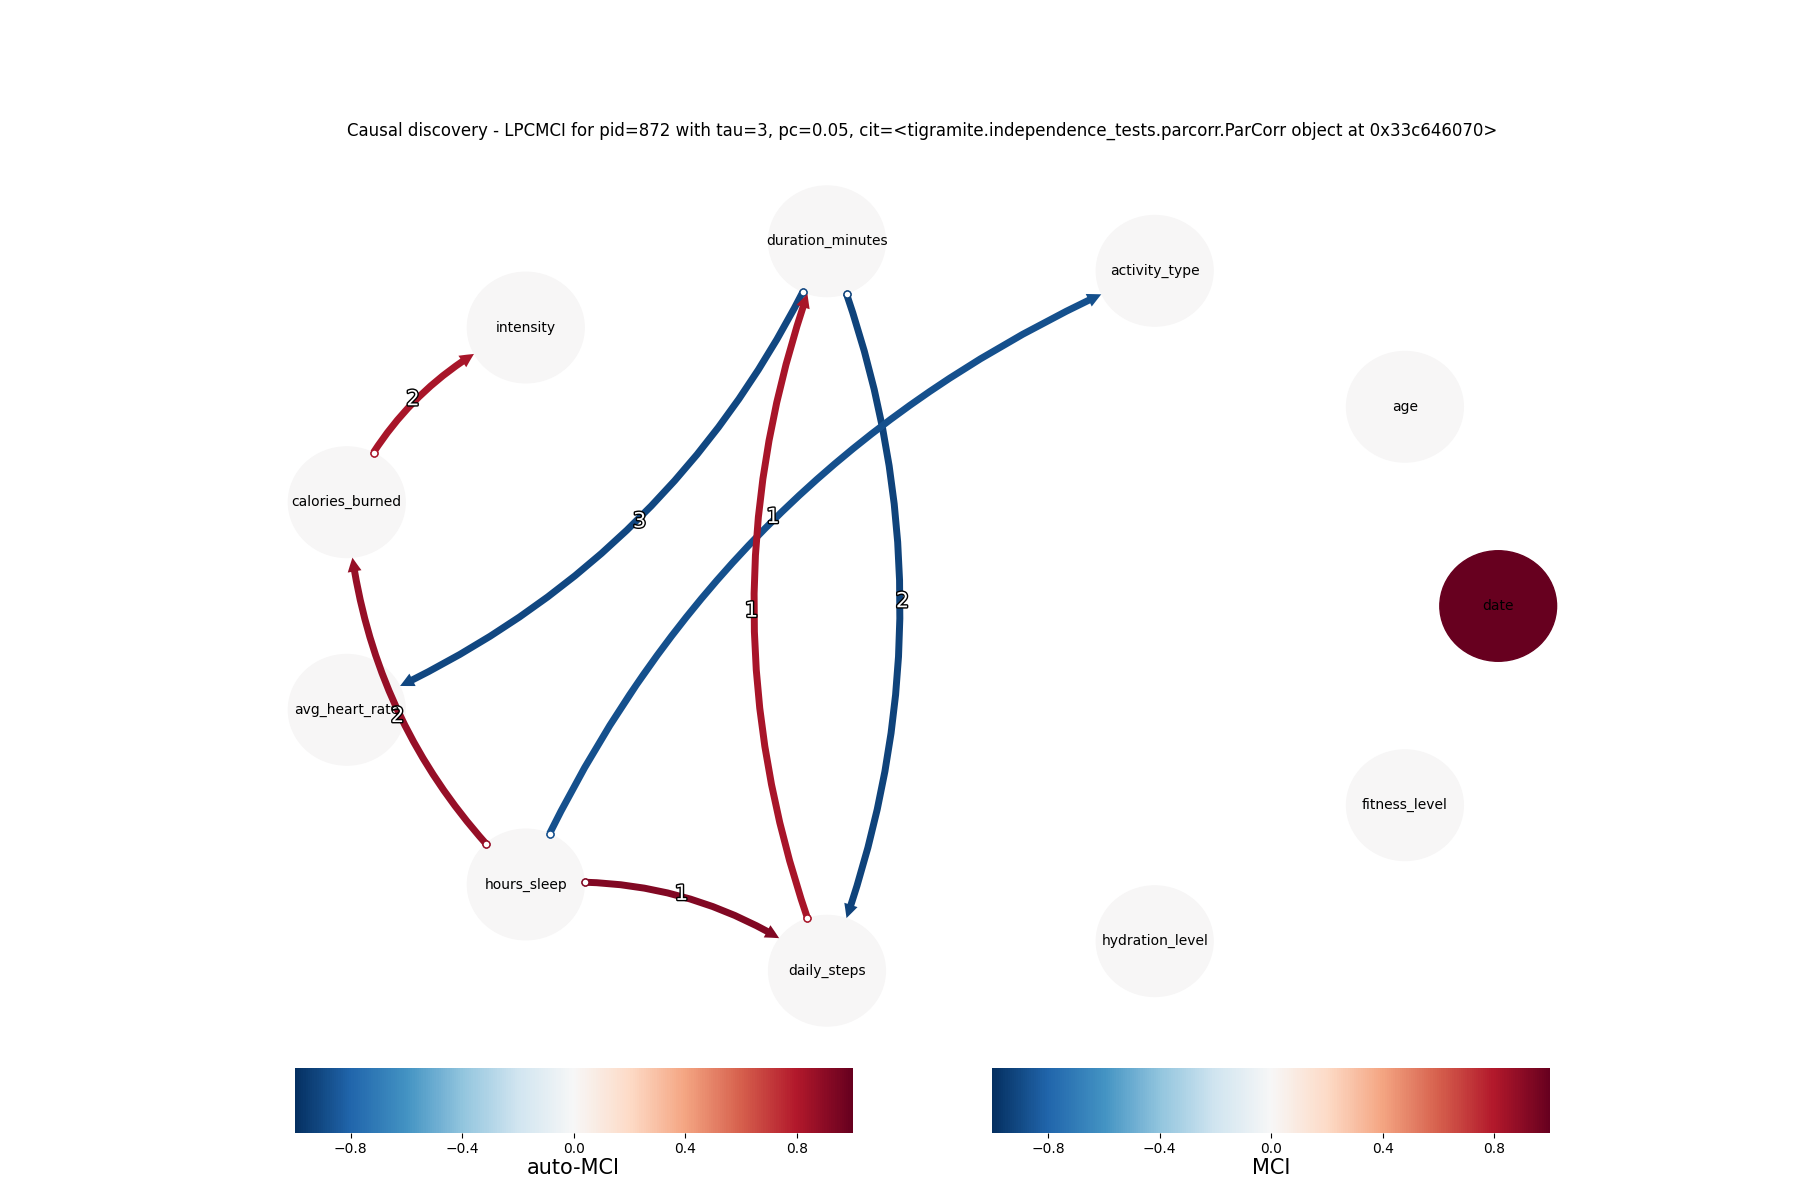 Causal discovery - LPCMCI for pid=872 with tau=3, pc=0.05, cit=<tigramite.independence_tests.parcorr.ParCorr object at 0x33c646070>
duration_minutes
activity_type
intensity
age
2
calories_burned
3
1
date
1
2
avg_heart_rate
2
fitness_level
hours_sleep
1
hydration_level
daily_steps
−0.8 −0.4 0.0 0.4 0.8
auto-MCI
−0.8 −0.4 0.0 0.4 0.8
MCI